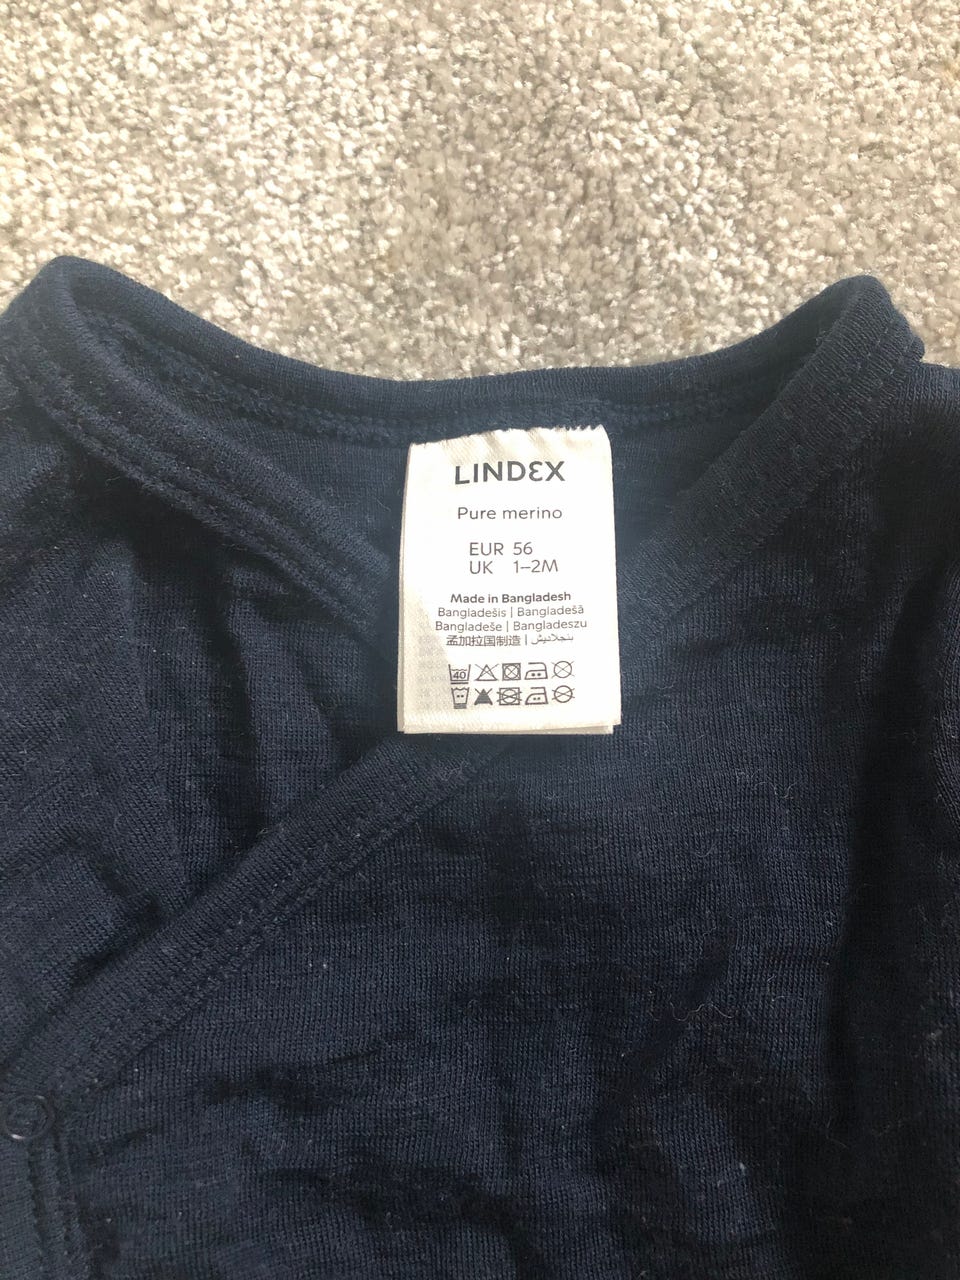 LINDEX
Pure merino
EUR 56
UK 1–2M
Made in Bangladesh
Bangladešis | Bangladešā
Bangladeše | Bangladeszu
孟加拉国制造 | بنجلاديش
40